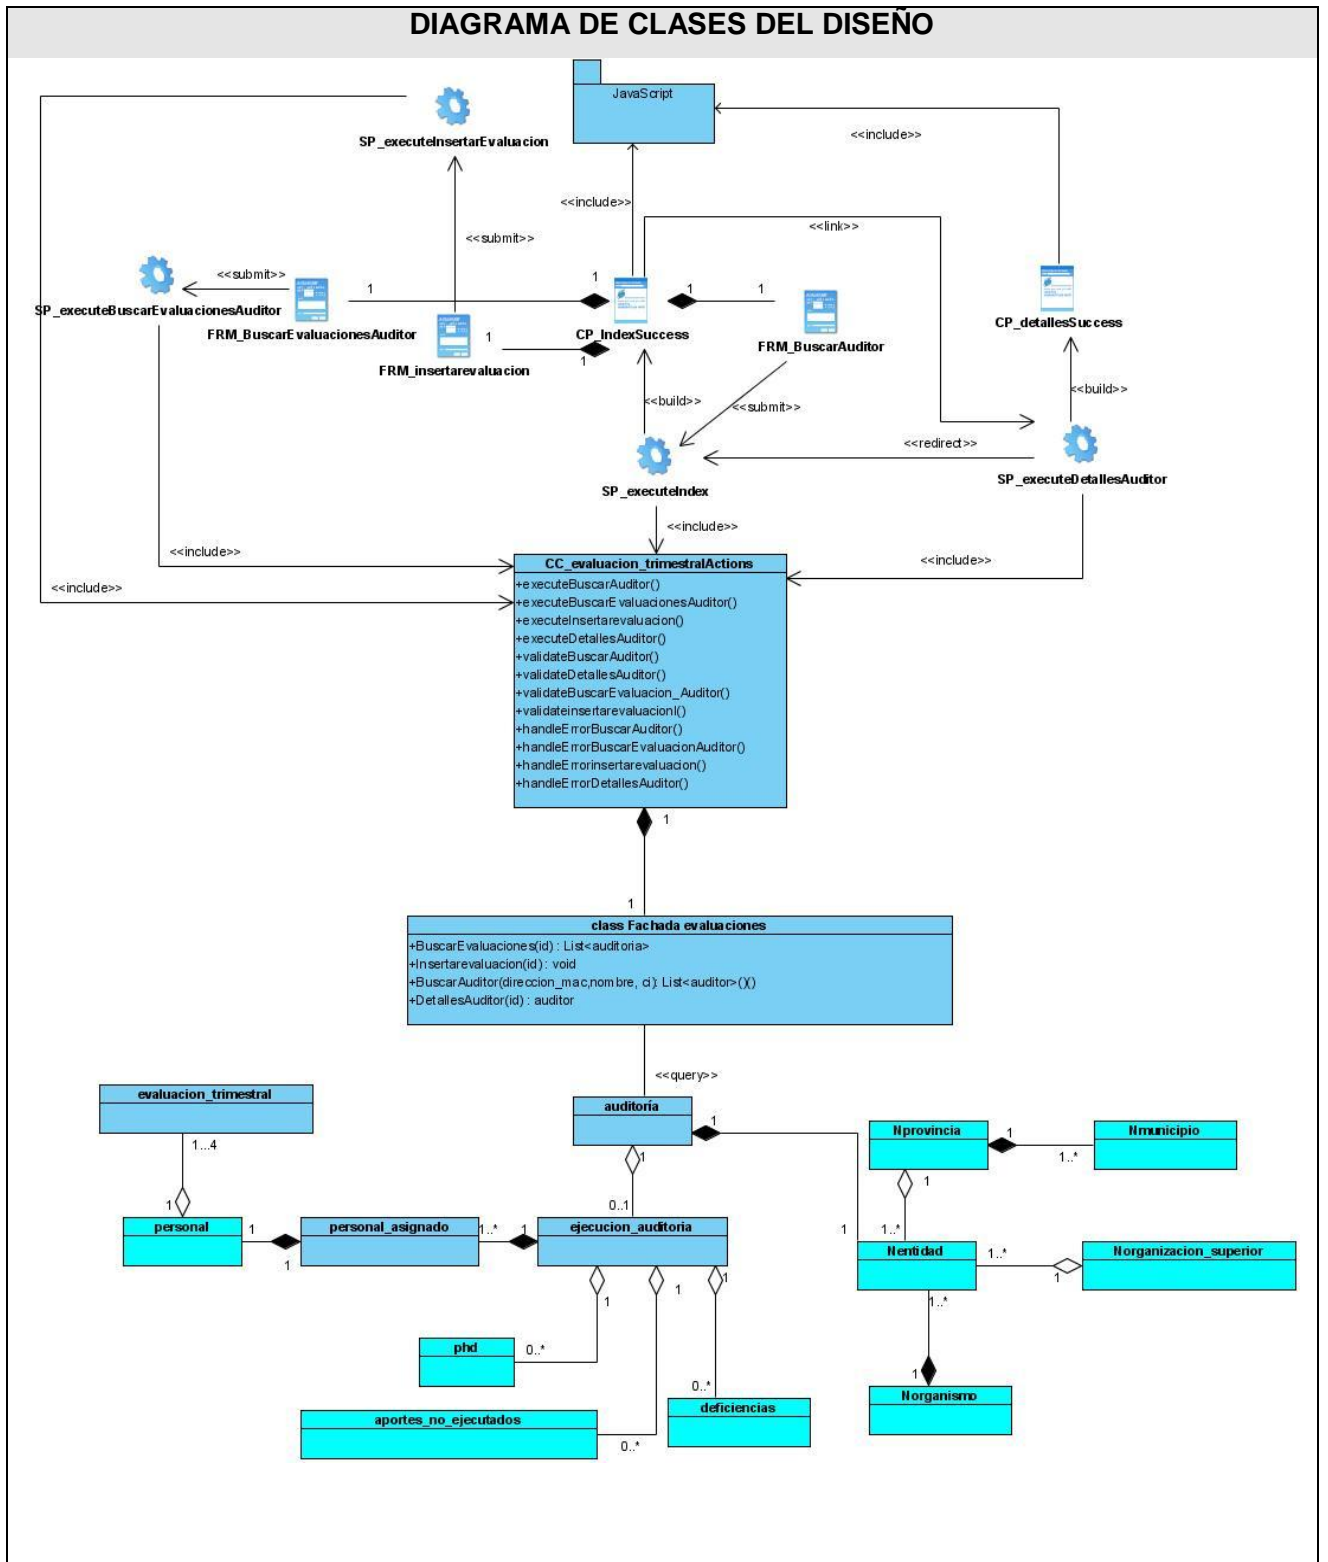 DIAGRAMA DE CLASES DEL DISEÑO
JavaScript
<<include>>
SP_executeInsertarEvaluacion
<<include>>
<<link>>
<<submit>>
<<submit>>
1
1
1
1
SP_executeBuscarEvaluacionesAuditor
FRM_BuscarEvaluacionesAuditor
1
1
CP_IndexSuccess
FRM_BuscarAuditor
CP_detallesSuccess
FRM_insertarevaluacion
<<build>>
<<submit>>
<<build>>
<<redirect>>
SP_executeIndex
SP_executeDetallesAuditor
<<include>>
<<include>>
<<include>>
<<include>>
CC_evaluacion_trimestralActions
+executeBuscarAuditor()
+executeBuscarEvaluacionesAuditor()
+executeInsertarevaluacion()
+executeDetallesAuditor()
+validateBuscarAuditor()
+validateDetallesAuditor()
+validateBuscarEvaluacion_Auditor()
+validateinsertarevaluacionl()
+handleErrorBuscarAuditor()
+handleErrorBuscarEvaluacionAuditor()
+handleErrorinsertarevaluacion()
+handleErrorDetallesAuditor()
1
1
class Fachada evaluaciones
+BuscarEvaluaciones(id) : List<auditoria>
+Insertarevaluacion(id) : void
+BuscarAuditor(direccion_mac,nombre, ci): List<auditor>()()
+DetallesAuditor(id) : auditor
<<query>>
evaluacion_trimestral
auditoría
1
Nprovincia
1
1..*
Nmunicipio
1...4
1
1
0..1
1
1..*
personal
1
1
personal_asignado
1..*
1
ejecucion_auditoria
1
Nentidad
1..*
1
Norganizacion_superior
1
1
1
1..*
phd
0..*
1
0..*
deficiencias
Norganismo
aportes_no_ejecutados
0..*